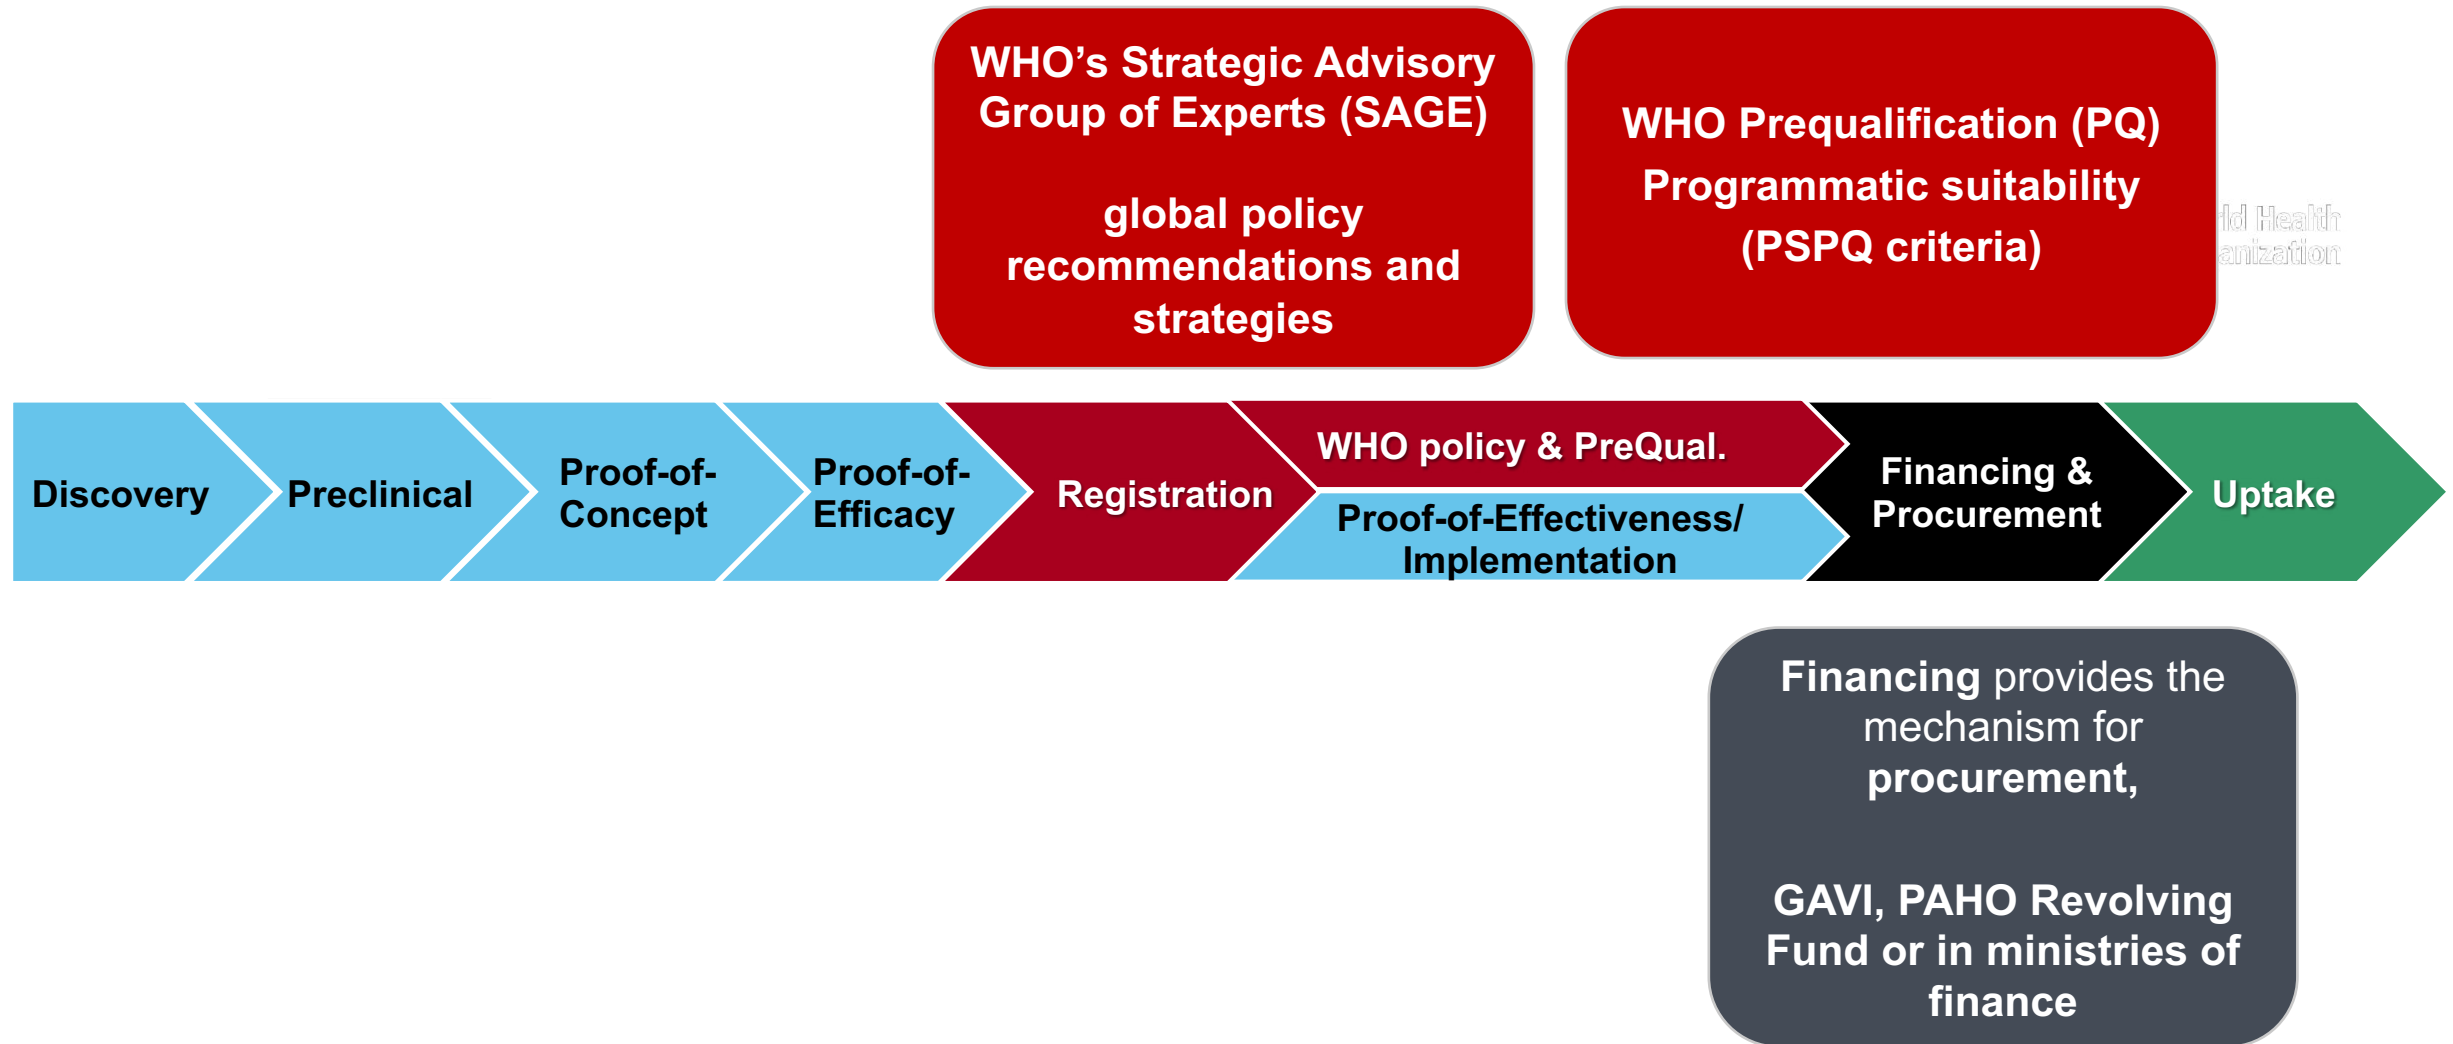 WHO’s Strategic Advisory
Group of Experts (SAGE)
global policy
recommendations and
strategies
WHO Prequalification (PQ)
Programmatic suitability
(PSPQ criteria)
Health
Discovery
Preclinical
Proof-of-
Concept
Proof-of-
Efficacy
Registration
WHO policy & PreQual.
Proof-of-Effectiveness/
Implementation
Financing &
Procurement
Uptake
Financing provides the
mechanism for
procurement,
GAVI, PAHO Revolving
Fund or in ministries of
finance